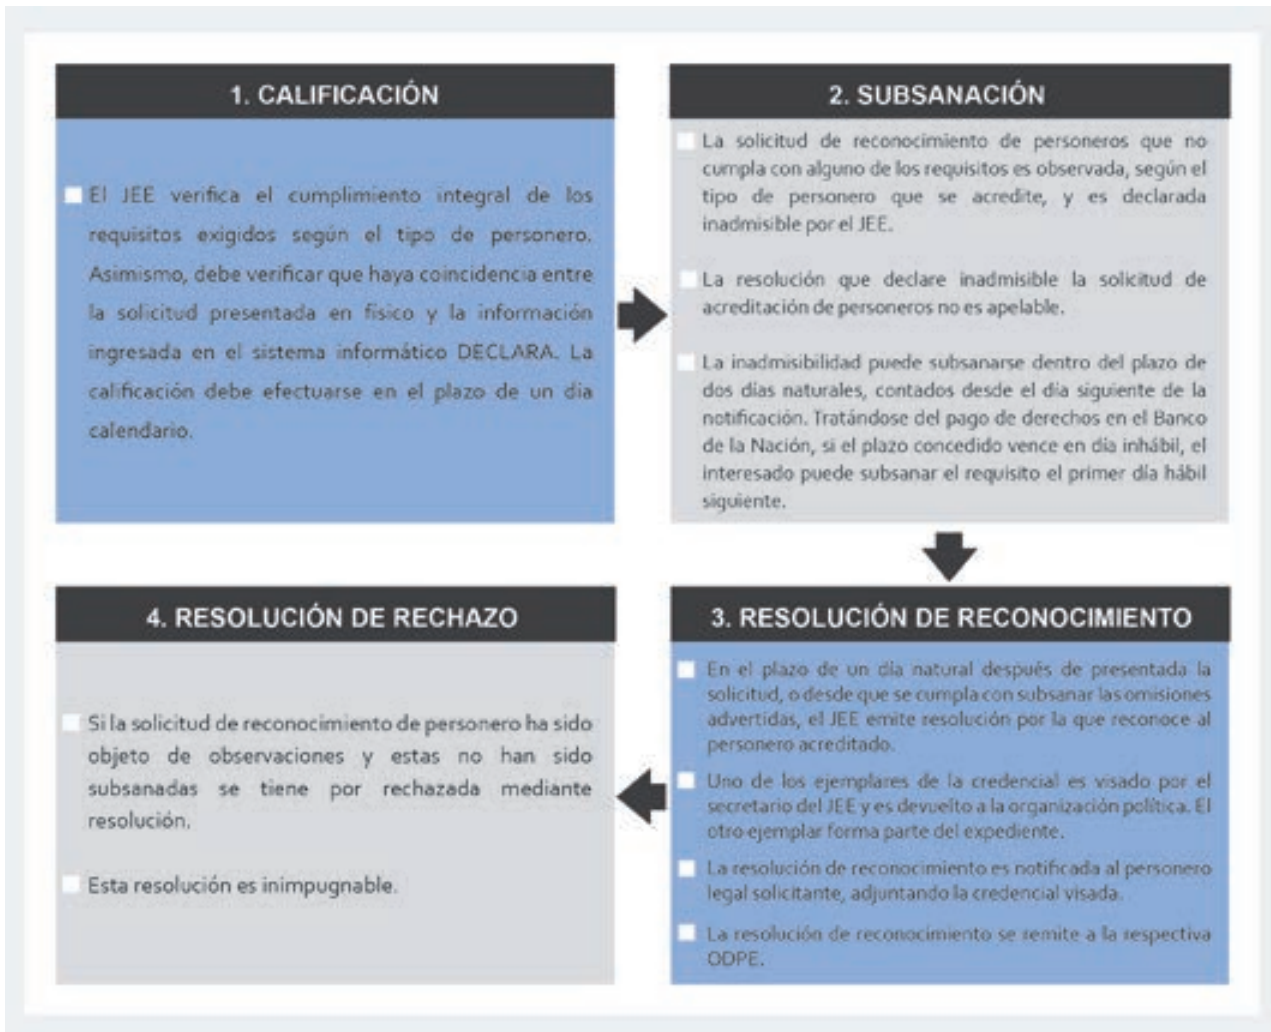 1. CALIFICACIÓN
El JEE verifica el cumplimiento integral de los
requisitos exigidos según el tipo de personero.
Asimismo, debe verificar que haya coincidencia entre
la solicitud presentada en físico y la información
ingresada en el sistema informático DECLARA. La
calificación debe efectuarse en el plazo de un día
calendario.
2. SUBSANACIÓN
La solicitud de reconocimiento de personeros que no
cumpla con alguno de los requisitos es observada, según el
tipo de personero que se acredite, y es declarada
inadmisible por el JEE.
La resolución que declare inadmisible la solicitud de
acreditación de personeros no es apelable.
La inadmisibilidad puede subsanarse dentro del plazo de
dos días naturales, contados desde el día siguiente de la
notificación. Tratándose del pago de derechos en el Banco
de la Nación, si el plazo concedido vence en día inhábil, el
interesado puede subsanar el requisito el primer día hábil
siguiente.
3. RESOLUCIÓN DE RECONOCIMIENTO
En el plazo de un día natural después de presentada la
solicitud, o desde que se cumpla con subsanar las omisiones
advertidas, el JEE emite resolución por la que reconoce al
personero acreditado.
Uno de los ejemplares de la credencial es visado por el
secretario del JEE y es devuelto a la organización política. El
otro ejemplar forma parte del expediente.
La resolución de reconocimiento es notificada al personero
legal solicitante, adjuntando la credencial visada.
La resolución de reconocimiento se remite a la respectiva
ODPE.
4. RESOLUCIÓN DE RECHAZO
Si la solicitud de reconocimiento de personero ha sido
objeto de observaciones y estas no han sido
subsanadas se tiene por rechazada mediante
resolución.
Esta resolución es inimpugnable.